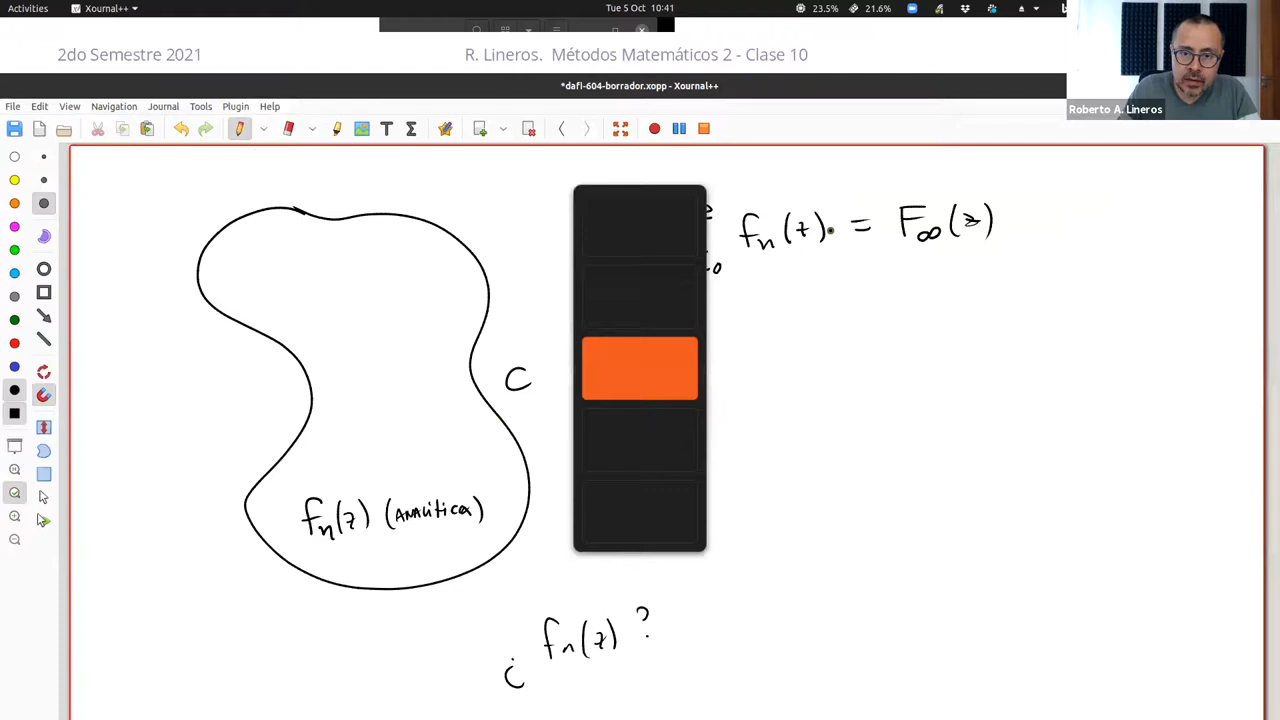 Activities
Xournal++
Tue 5 Oct 10:41
23.5%
21.6%
2do Semestre 2021
R. Lineros. Métodos Matemáticos 2 - Clase 10
*dafi-604-borrador.xopp - Xournal++
Roberto A. Lineros
File Edit View Navigation Journal Tools Plugin Help
fn(z) = F∞(z)
C
fn(z) (ANALíticA)
¿ fn(z) ?